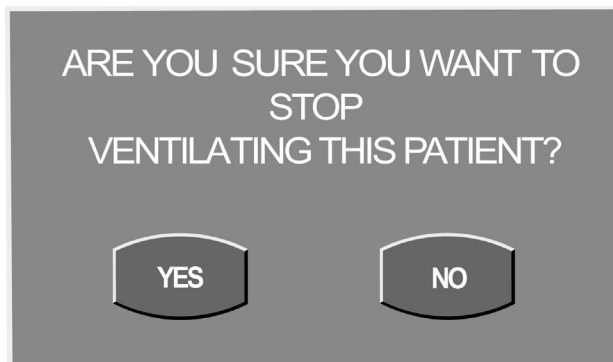 ARE YOU SURE YOU WANT TO
STOP
VENTILATING THIS PATIENT?
YES NO